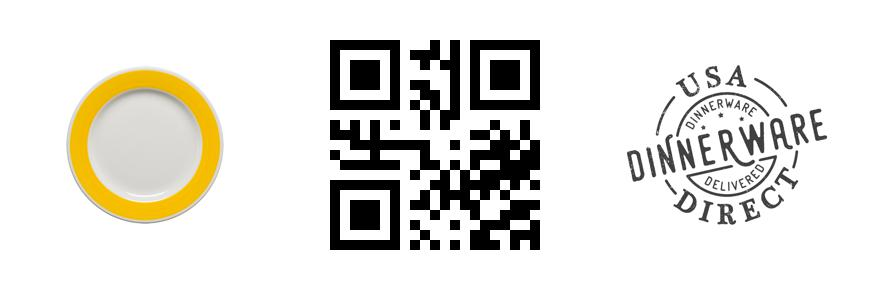 USA
DINNERWARE
DINNERWARE
DELIVERED
DIRECT